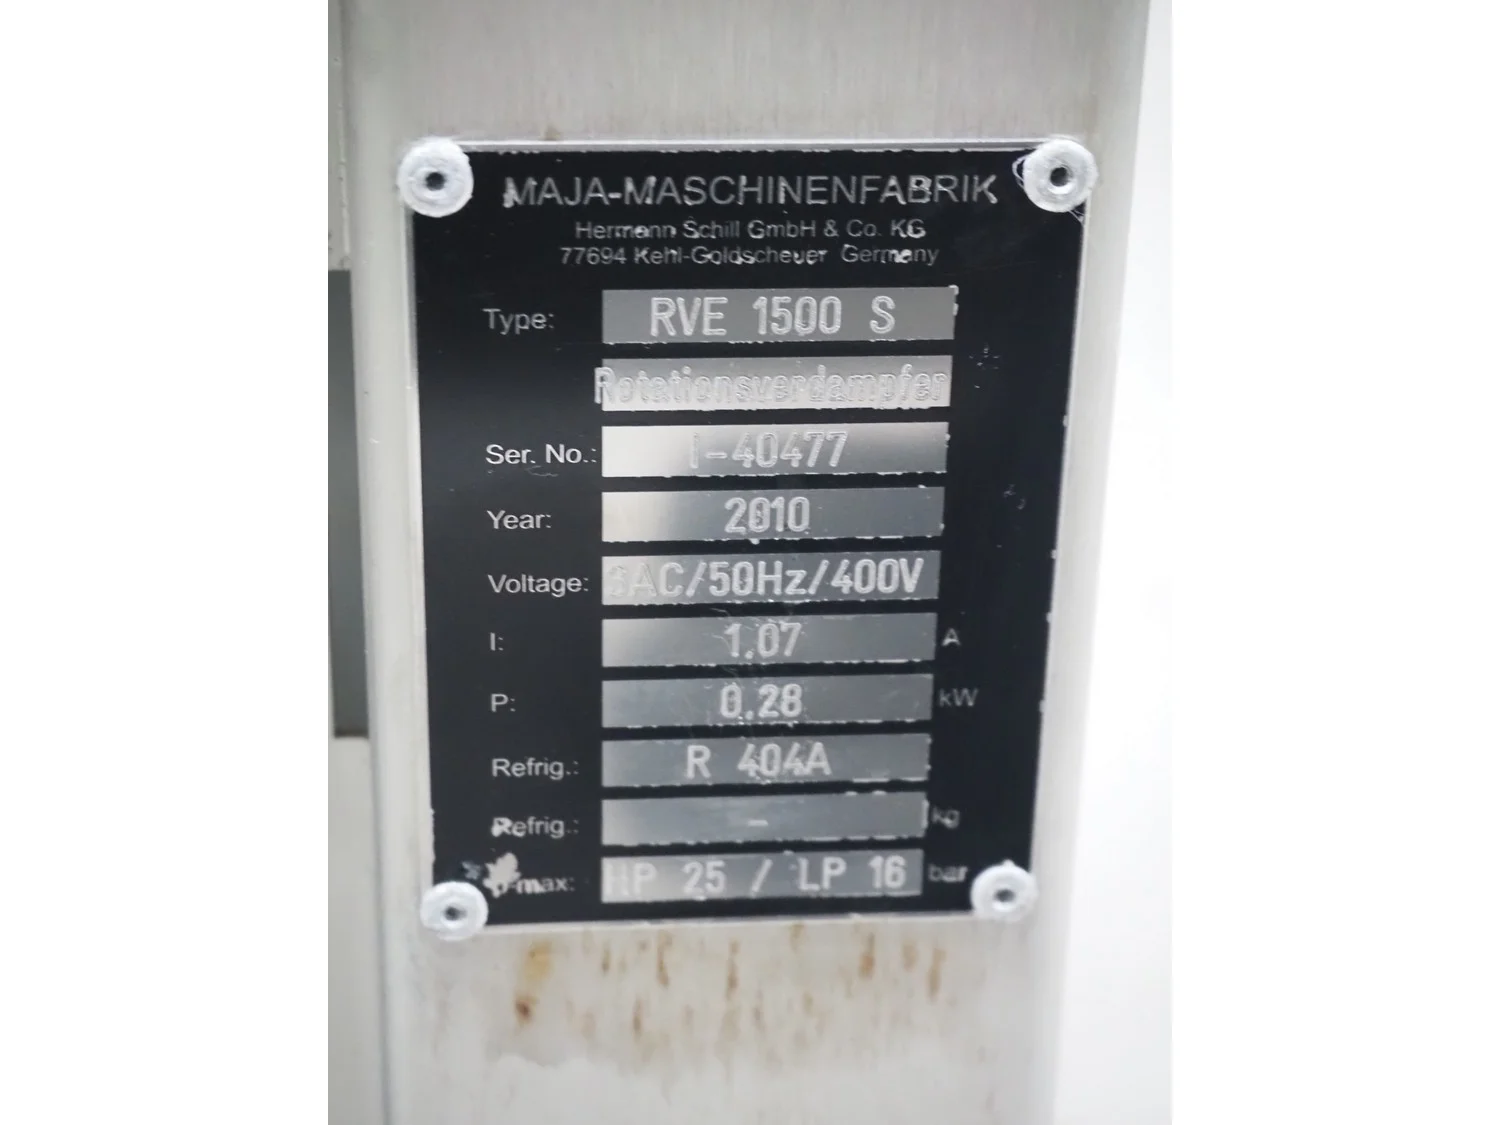 MAJA-MASCHINENFABRIK
Hermann Schill GmbH & Co. KG
77694 Kehl-Goldscheuer Germany
Type: RVE 1500 S
Rotationsverdampfer
Ser. No.: I-40477
Year: 2010
Voltage: 3AC/50Hz/400V
I: 1.07 A
P: 0.28 kW
Refrig.: R 404A
Refrig.: - kg
max: HP 25 / LP 16 bar